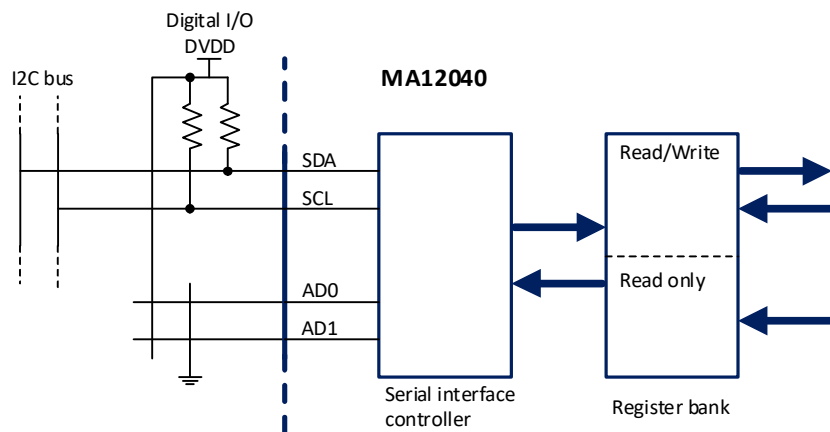 Digital I/O
DVDD
I2C bus
MA12040
SDA
SCL
AD0
AD1
Read/Write
Read only
Serial interface
controller
Register bank